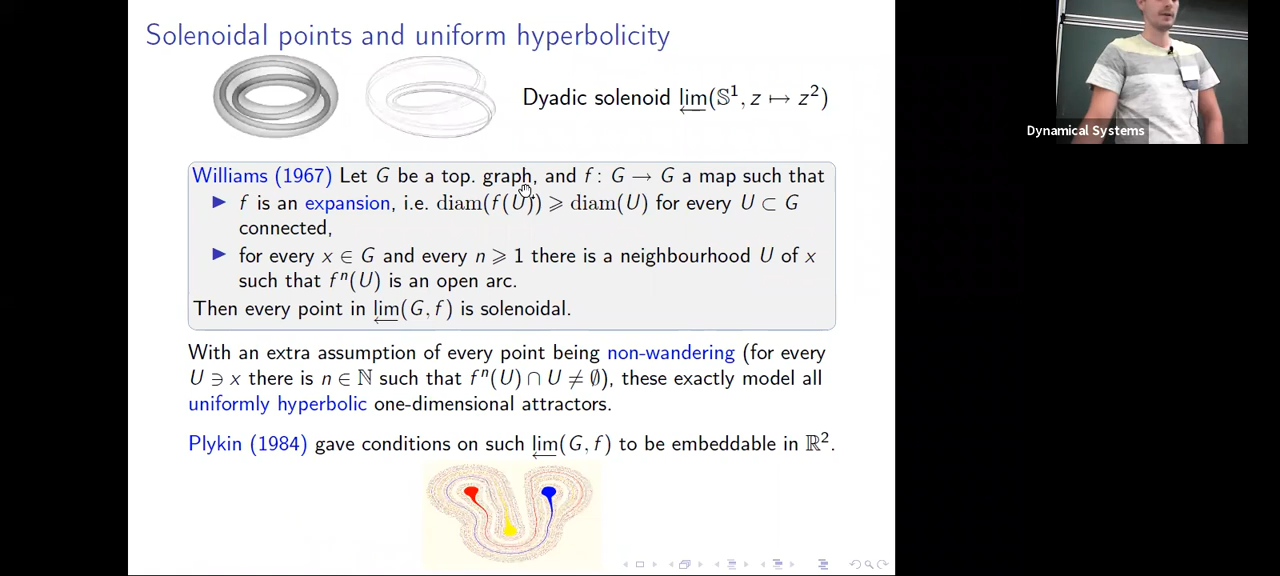 Solenoidal points and uniform hyperbolicity
Dyadic solenoid lim←(𝕊¹, z ↦ z²)
Williams (1967) Let G be a top. graph, and f : G → G a map such that
▶ f is an expansion, i.e. diam(f(U)) ⩾ diam(U) for every U ⊂ G
connected,
▶ for every x ∈ G and every n ⩾ 1 there is a neighbourhood U of x
such that fⁿ(U) is an open arc.
Then every point in lim←(G, f) is solenoidal.
With an extra assumption of every point being non-wandering (for every
U ∋ x there is n ∈ ℕ such that fⁿ(U) ∩ U ≠ ∅), these exactly model all
uniformly hyperbolic one-dimensional attractors.
Plykin (1984) gave conditions on such lim←(G, f) to be embeddable in ℝ².
Dynamical Systems